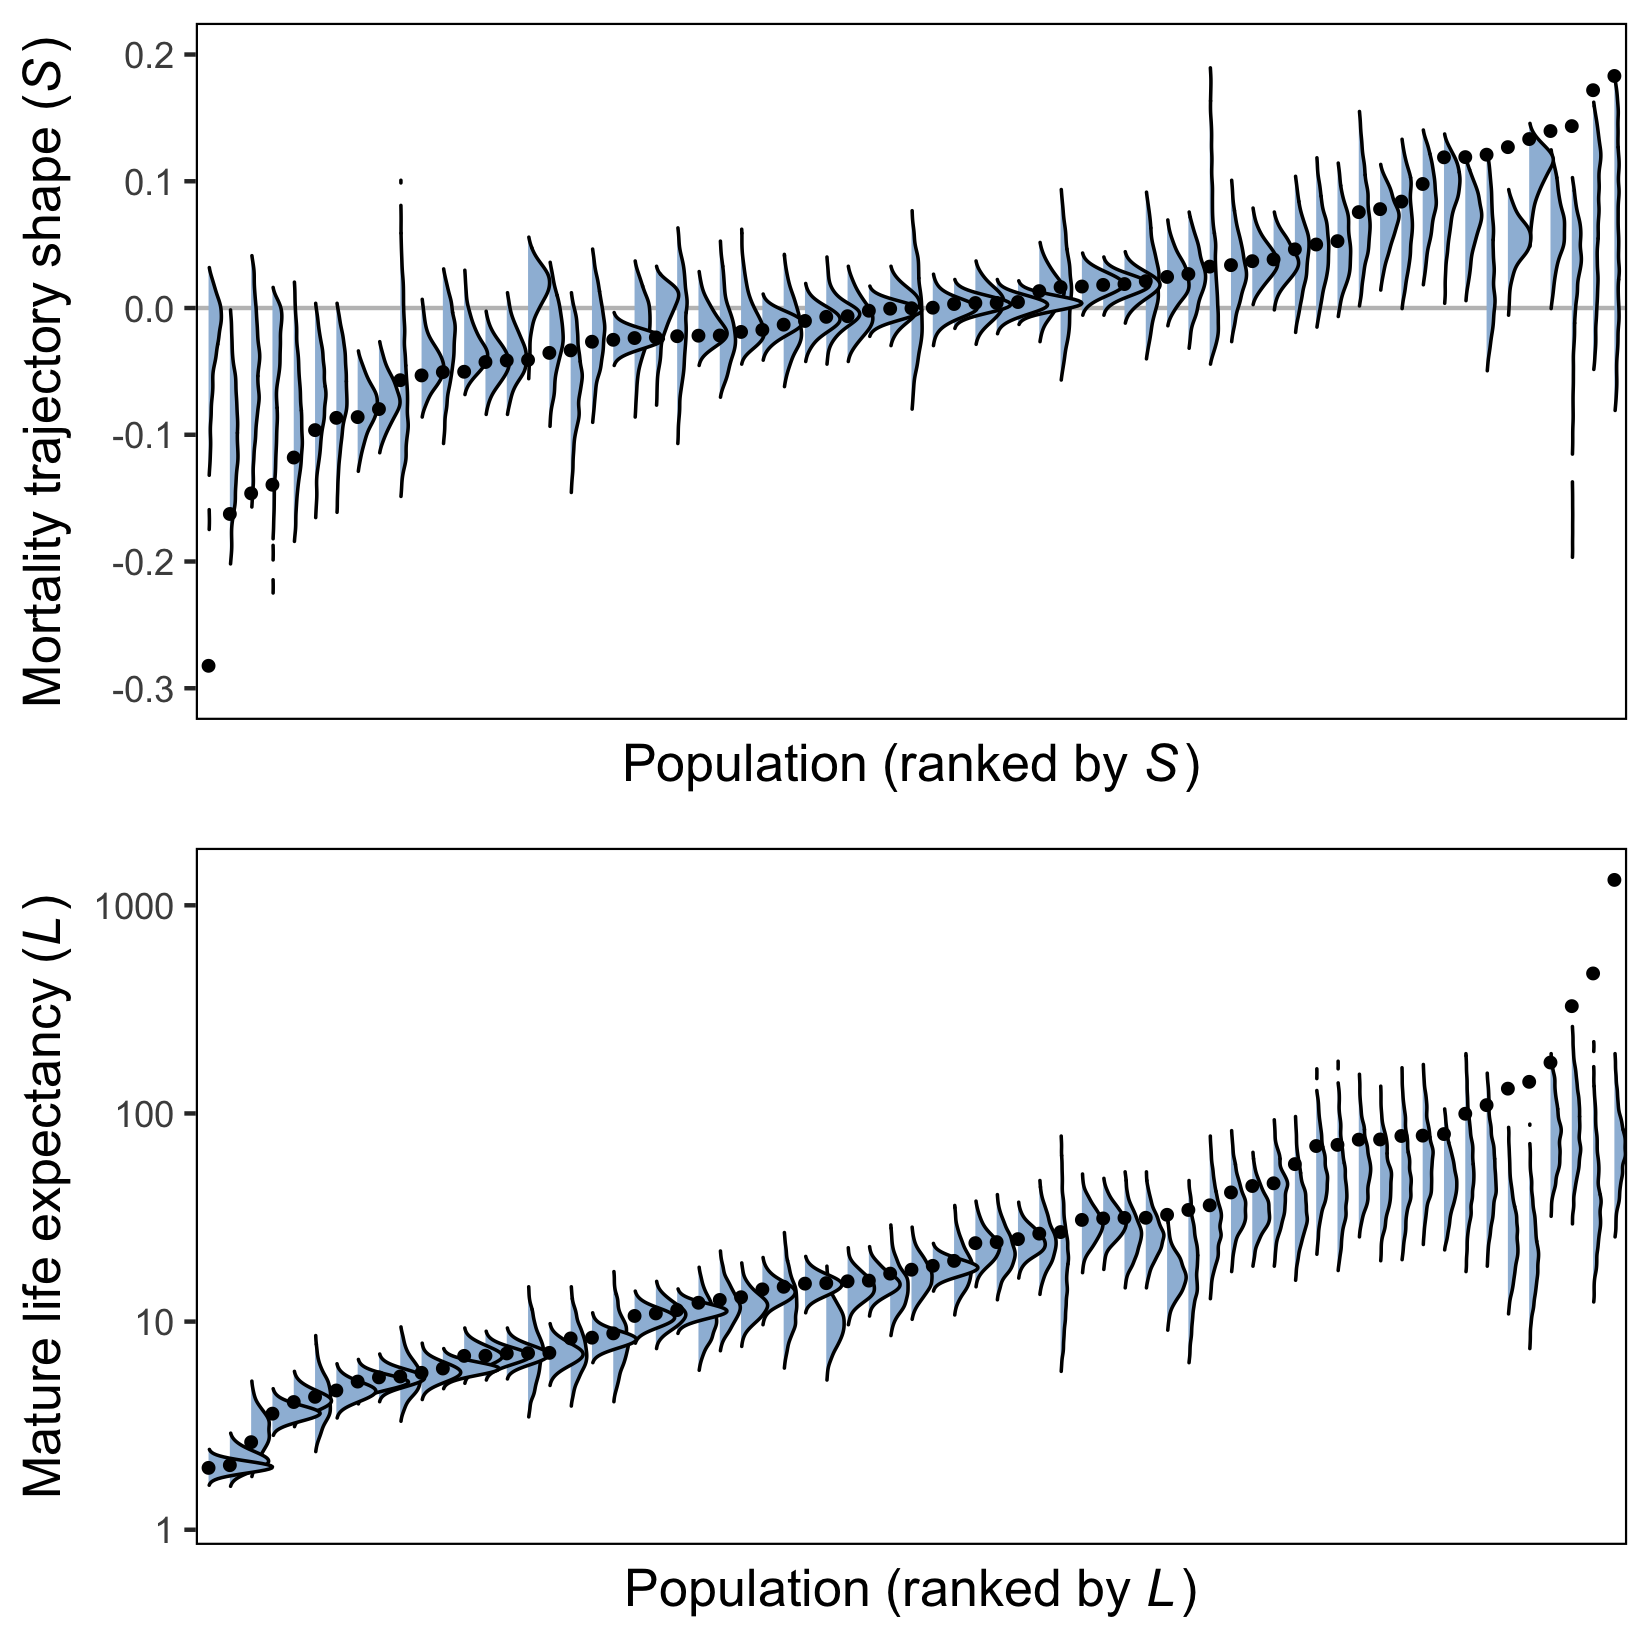 Mortality trajectory shape (S)
0.2
0.1
0.0
-0.1
-0.2
-0.3
Population (ranked by S)
Mature life expectancy (L)
1000
100
10
1
Population (ranked by L)